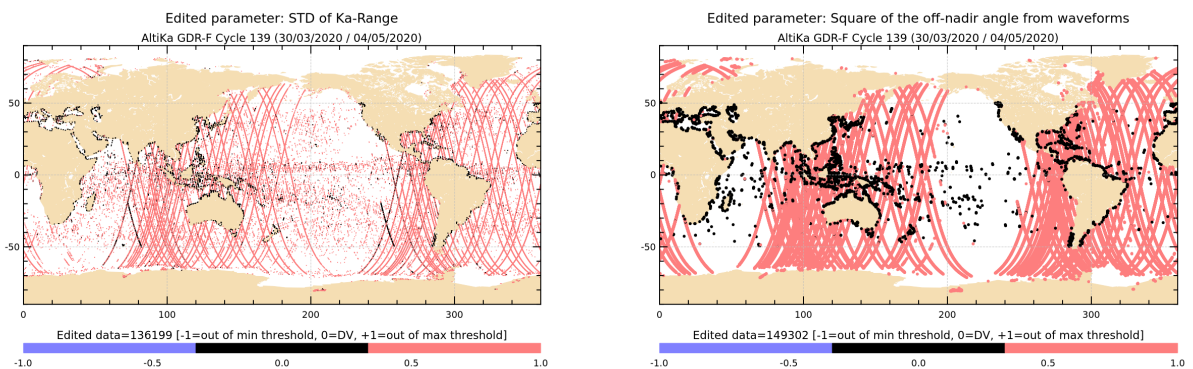 Edited parameter: STD of Ka-Range
AltiKa GDR-F Cycle 139 (30/03/2020 / 04/05/2020)
50
0
-50
0 100 200 300
Edited data=136199 [-1=out of min threshold, 0=DV, +1=out of max threshold]
-1.0 -0.5 0.0 0.5 1.0
Edited parameter: Square of the off-nadir angle from waveforms
AltiKa GDR-F Cycle 139 (30/03/2020 / 04/05/2020)
50
0
-50
0 100 200 300
Edited data=149302 [-1=out of min threshold, 0=DV, +1=out of max threshold]
-1.0 -0.5 0.0 0.5 1.0